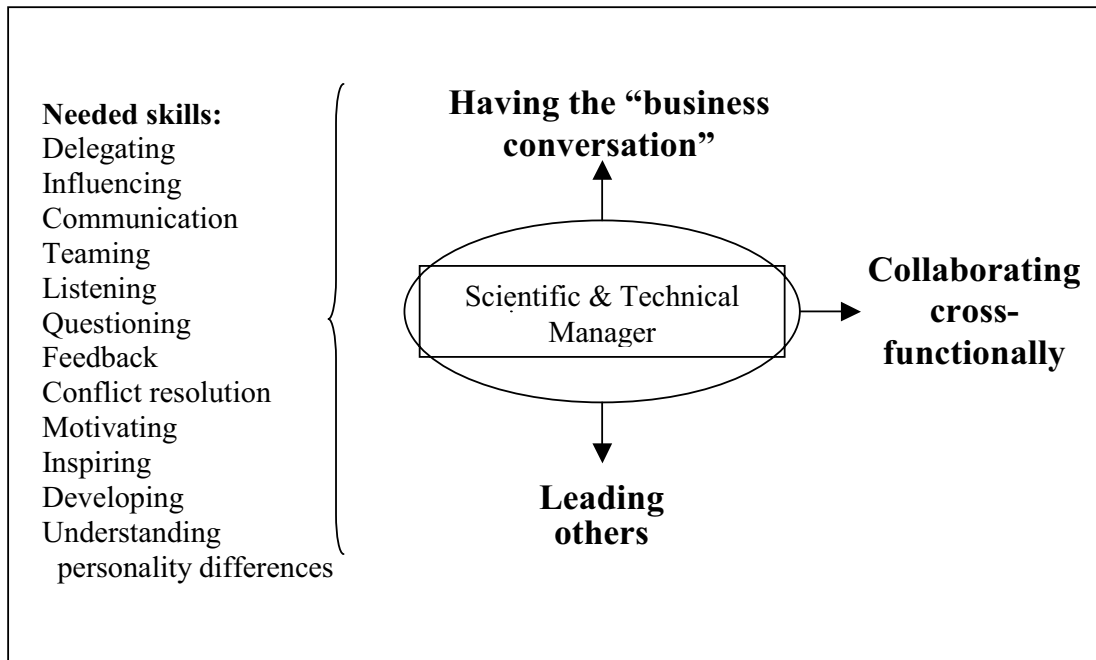 Needed skills:
Delegating
Influencing
Communication
Teaming
Listening
Questioning
Feedback
Conflict resolution
Motivating
Inspiring
Developing
Understanding
personality differences
Having the “business
conversation”
Scientific & Technical
Manager
Collaborating
cross-
functionally
Leading
others